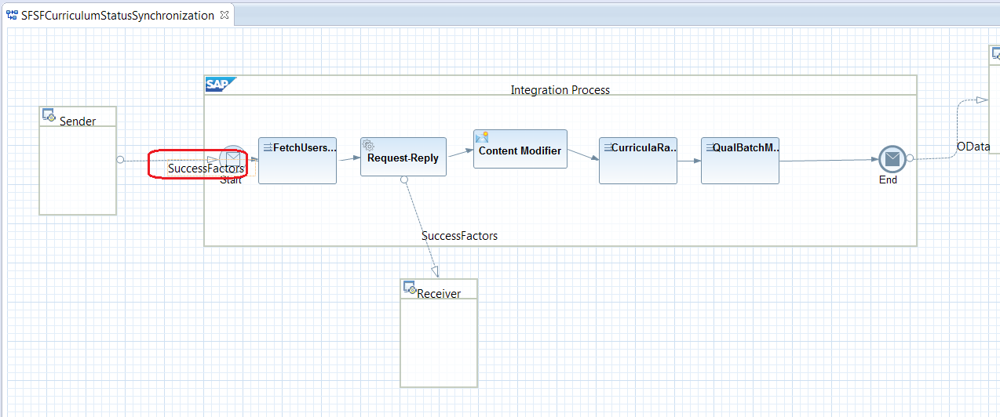 SFSFCurriculumStatusSynchronization
SAP
Integration Process
Sender
SuccessFactors
Start
FetchUsers...
Request-Reply
Content Modifier
CurriculaRa...
QualBatchM...
End
OData
SuccessFactors
Receiver